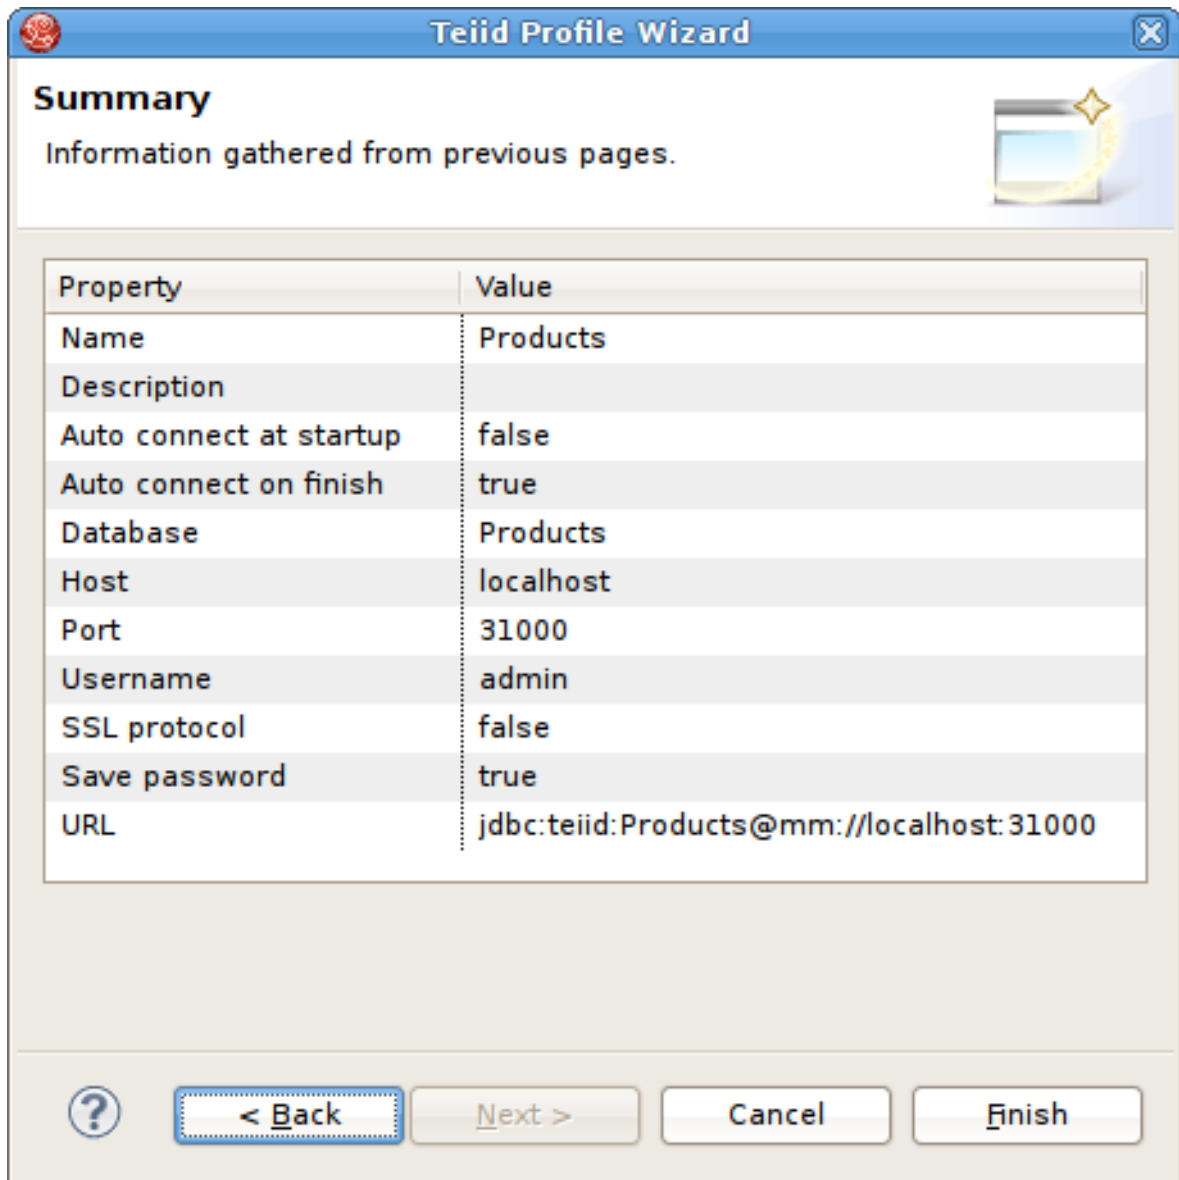 Teiid Profile Wizard
Summary
Information gathered from previous pages.
Property Value
Name Products
Description
Auto connect at startup false
Auto connect on finish true
Database Products
Host localhost
Port 31000
Username admin
SSL protocol false
Save password true
URL jdbc:teiid:Products@mm://localhost:31000
? < Back Next > Cancel Finish